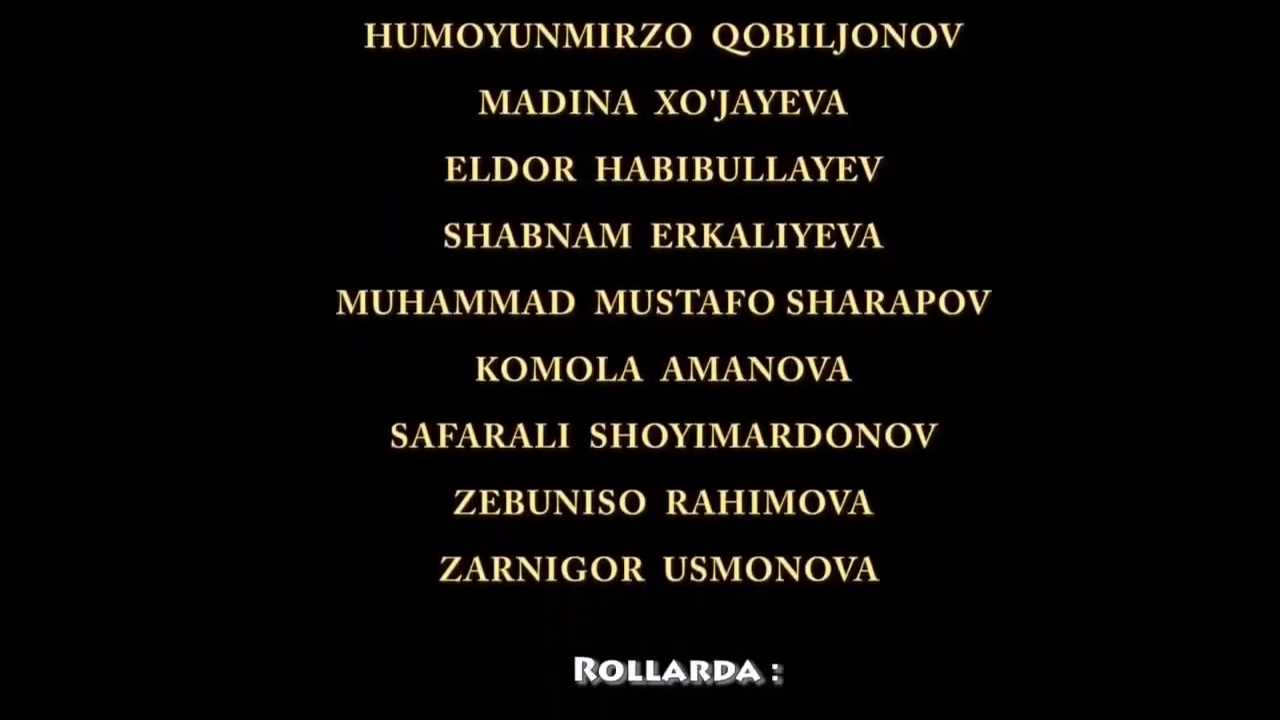 HUMOYUNMIRZO QOBILJONOV
MADINA XO'JAYEVA
ELDOR HABIBULLAYEV
SHABNAM ERKALIYEVA
MUHAMMAD MUSTAFO SHARAPOV
KOMOLA AMANOVA
SAFARALI SHOYIMARDONOV
ZEBUNISO RAHIMOVA
ZARNIGOR USMONOVA
ROLLARDA :